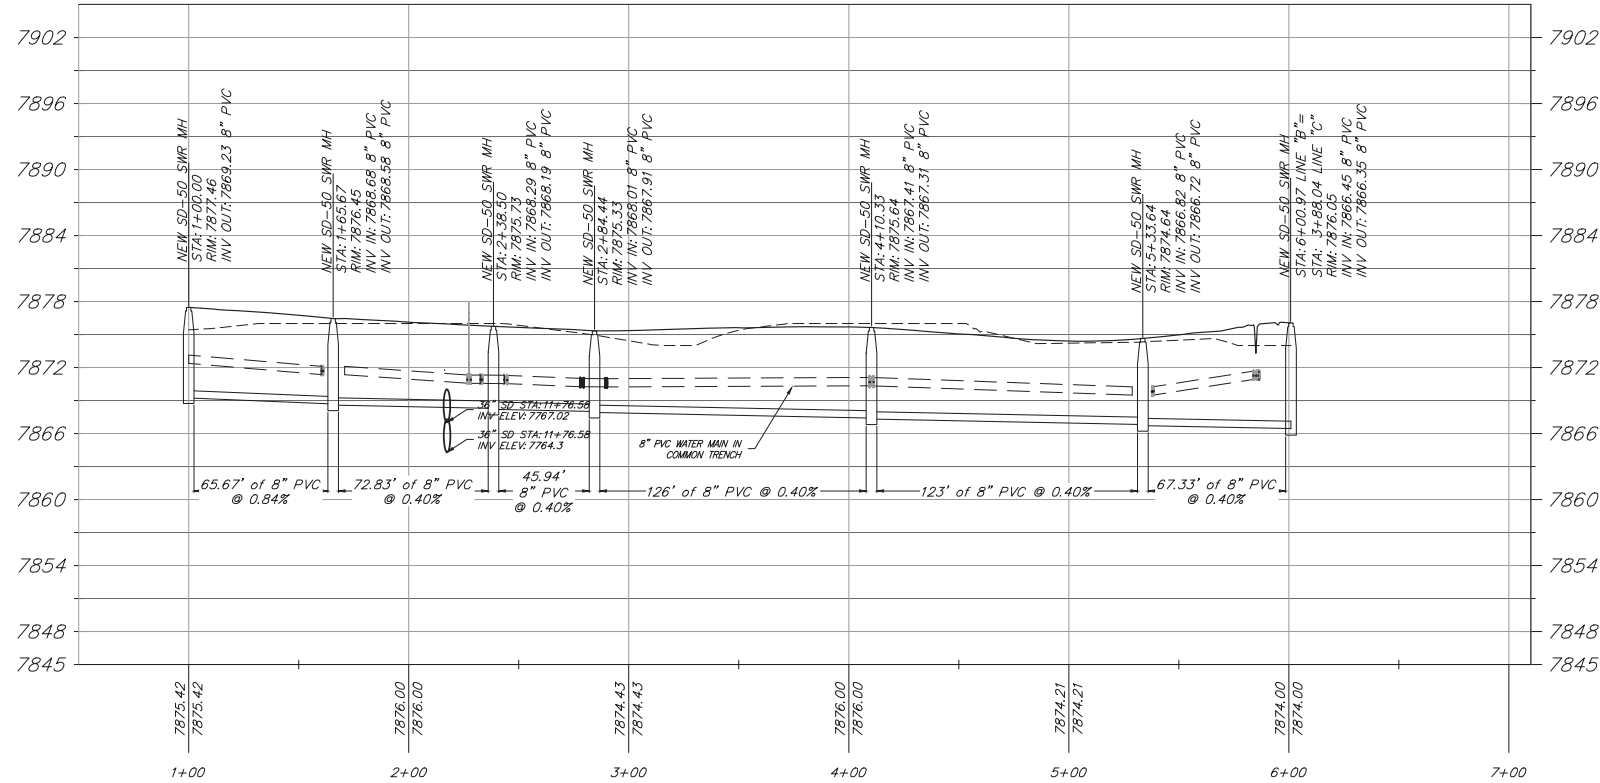 7902
7896
7890
7884
7878
7872
7866
7860
7854
7848
7845
7902
7896
7890
7884
7878
7872
7866
7860
7854
7848
7845
NEW SD-50 SWR MH
STA:1+00.00
RIM:7877.46
INV OUT:7869.23 8" PVC
NEW SD-50 SWR MH
STA:1+65.67
RIM:7876.45
INV IN:7868.68 8" PVC
INV OUT:7868.58 8" PVC
NEW SD-50 SWR MH
STA:2+38.50
RIM:7875.73
INV IN:7868.29 8" PVC
INV OUT:7868.19 8" PVC
NEW SD-50 SWR MH
STA:2+84.44
RIM:7875.33
INV IN:7868.01 8" PVC
INV OUT:7867.91 8" PVC
NEW SD-50 SWR MH
STA:4+10.33
RIM:7875.64
INV IN:7867.41 8" PVC
INV OUT:7867.31 8" PVC
NEW SD-50 SWR MH
STA:5+33.64
RIM:7874.64
INV IN:7866.82 8" PVC
INV OUT:7866.72 8" PVC
NEW SD-50 SWR MH
STA:6+00.97 LINE "B"=
STA: 3+88.04 LINE "C"
RIM:7876.05
INV IN:7866.45 8" PVC
INV OUT:7866.35 8" PVC
36" SD STA:11+76.58
INV ELEV:7767.02
36" SD STA:11+76.58
INV ELEV:7764.3
8" PVC WATER MAIN IN
COMMON TRENCH
65.67' of 8" PVC
@ 0.84%
72.83' of 8" PVC
@ 0.40%
45.94'
8" PVC
@ 0.40%
126' of 8" PVC @ 0.40%
123' of 8" PVC @ 0.40%
67.33' of 8" PVC
@ 0.40%
7875.42
7875.42
7876.00
7876.00
7874.43
7874.43
7876.00
7876.00
7874.21
7874.21
7874.00
7874.00
1+00
2+00
3+00
4+00
5+00
6+00
7+00